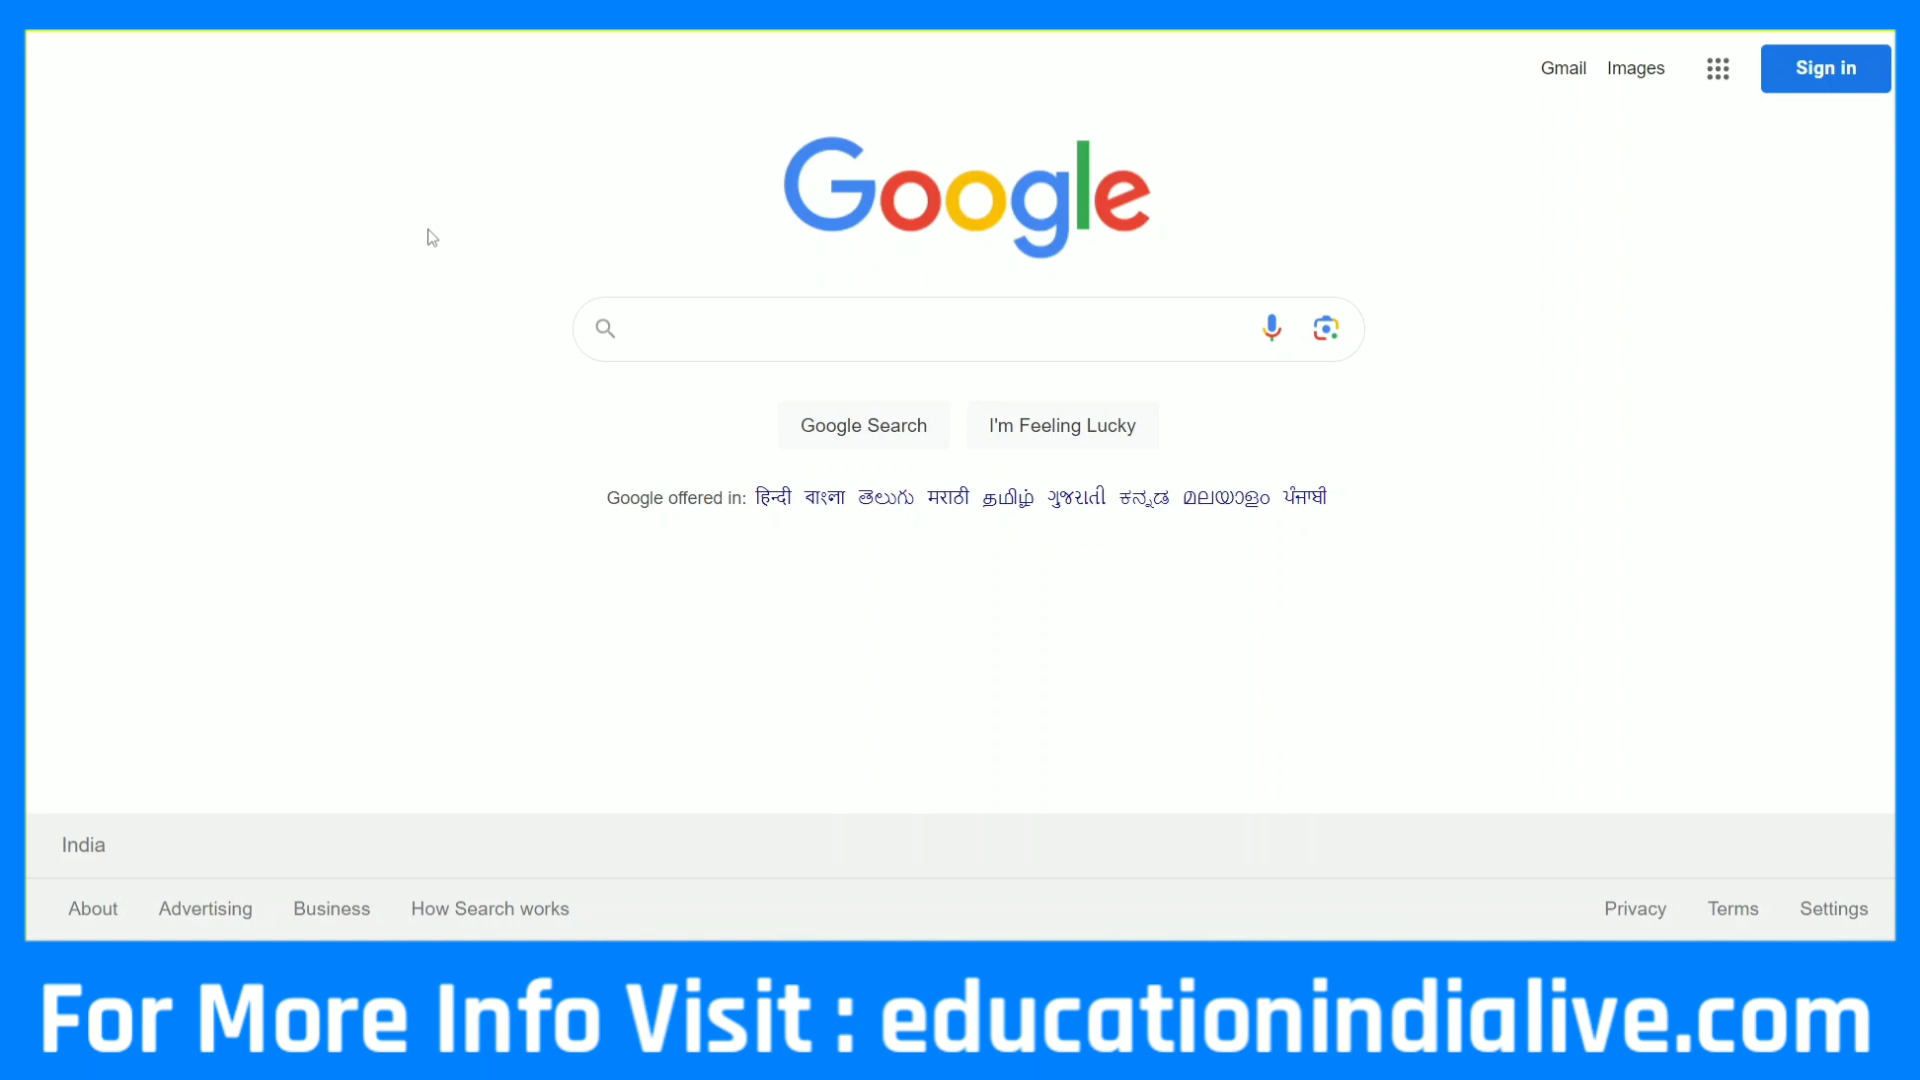 Gmail Images Sign in
Google
Google Search I'm Feeling Lucky
Google offered in: हिन्दी বাংলা తెలుగు मराठी தமிழ் ગુજરાતી ಕನ್ನಡ മലയാളം ਪੰਜਾਬੀ
India
About Advertising Business How Search works Privacy Terms Settings
For More Info Visit : educationindialive.com